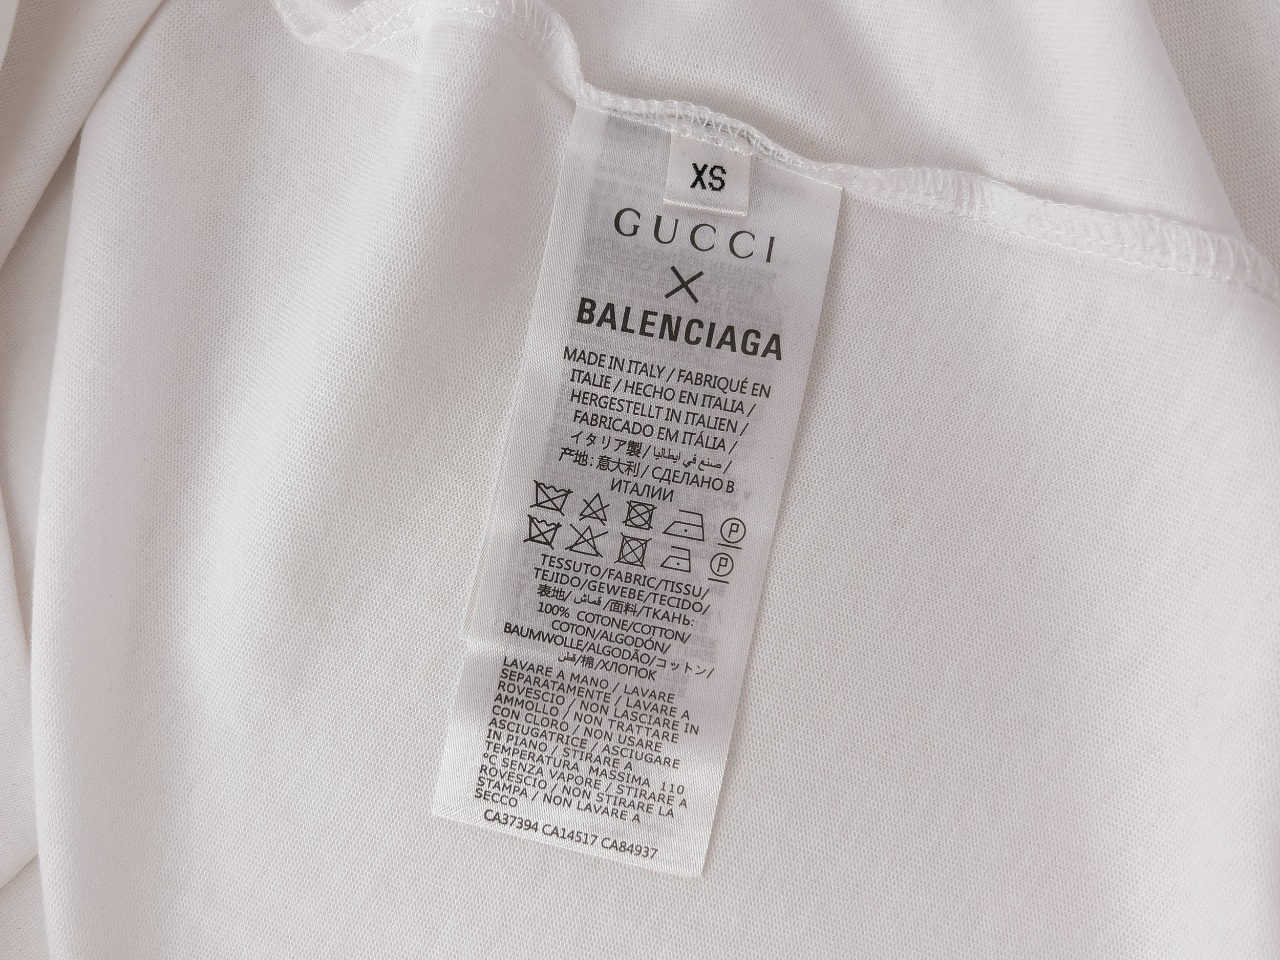 XS
GUCCI
X
BALENCIAGA
MADE IN ITALY / FABRIQUÉ EN
ITALIE / HECHO EN ITALIA /
HERGESTELLT IN ITALIEN /
FABRICADO EM ITÁLIA /
イタリア製 / صنع في ايطاليا /
产地: 意大利 / СДЕЛАНО В
ИТАЛИИ
P
P
TESSUTO/FABRIC/TISSU/
TEJIDO/GEWEBE/TECIDO/
表地/ قماش /面料/ТКАНЬ:
100% COTONE/COTTON/
COTON/ALGODÓN/
BAUMWOLLE/ALGODÃO/コットン/
قطن/棉/ХЛОПОК
LAVARE A MANO / LAVARE
SEPARATAMENTE / LAVARE A
ROVESCIO / NON LASCIARE IN
AMMOLLO / NON TRATTARE
CON CLORO / NON USARE
ASCIUGATRICE / ASCIUGARE
IN PIANO / STIRARE A
TEMPERATURA MASSIMA 110
°C SENZA VAPORE / STIRARE A
ROVESCIO / NON STIRARE LA
STAMPA / NON LAVARE A
SECCO
CA37394 CA14517 CA84937